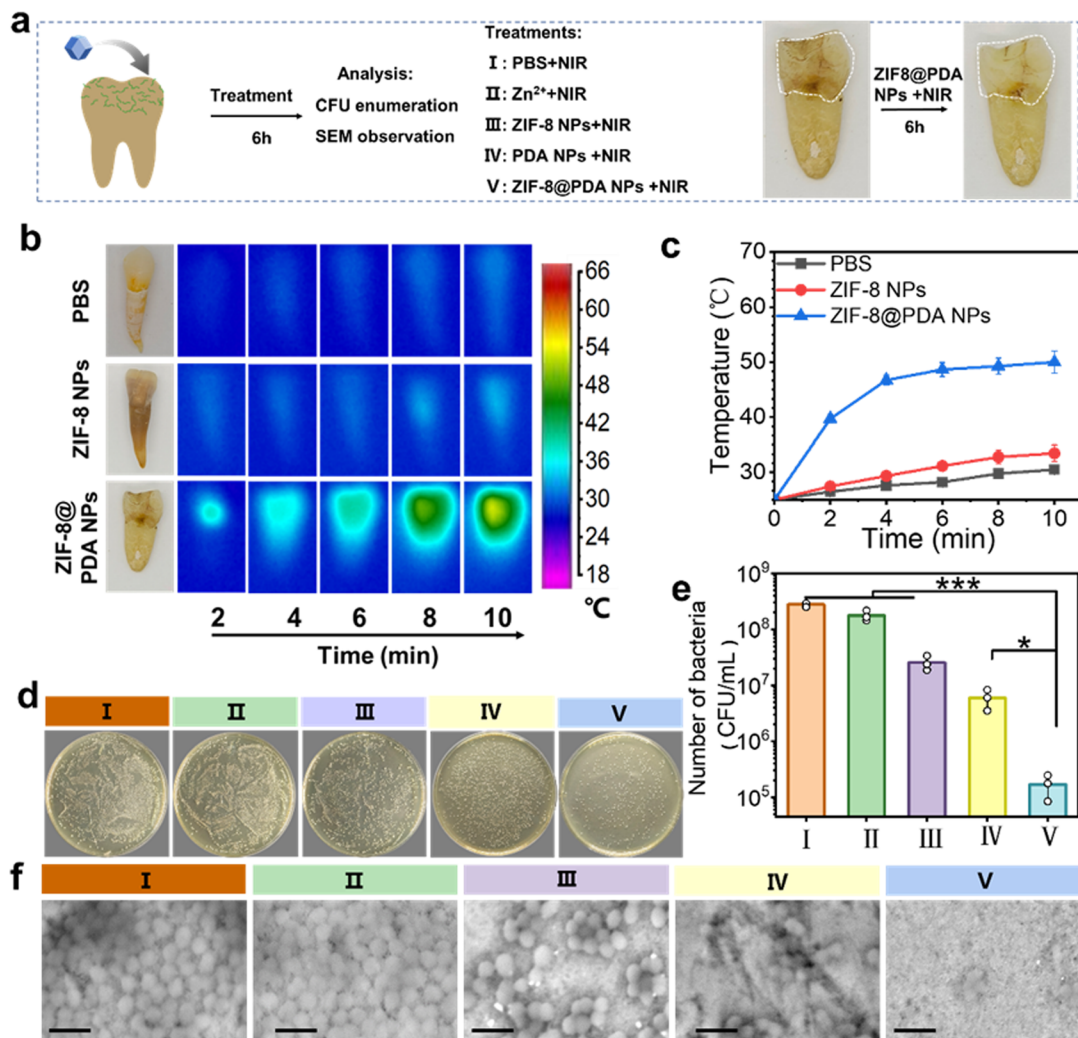 a
Treatment
6h
Analysis:
CFU enumeration
SEM observation
Treatments:
Ⅰ: PBS+NIR
Ⅱ: Zn²⁺+NIR
Ⅲ: ZIF-8 NPs+NIR
Ⅳ: PDA NPs +NIR
Ⅴ: ZIF-8@PDA NPs +NIR
ZIF8@PDA
NPs +NIR
6h
b
PBS
ZIF-8 NPs
ZIF-8@
PDA NPs
2 4 6 8 10
Time (min)
66
60
54
48
42
36
30
24
18
℃
c
Temperature (℃)
70
60
50
40
30
PBS
ZIF-8 NPs
ZIF-8@PDA NPs
0 2 4 6 8 10
Time (min)
d
Ⅰ Ⅱ Ⅲ Ⅳ Ⅴ
e
Number of bacteria
( CFU/mL)
10⁹
10⁸
10⁷
10⁶
10⁵
***
*
Ⅰ Ⅱ Ⅲ Ⅳ Ⅴ
f
Ⅰ Ⅱ Ⅲ Ⅳ Ⅴ